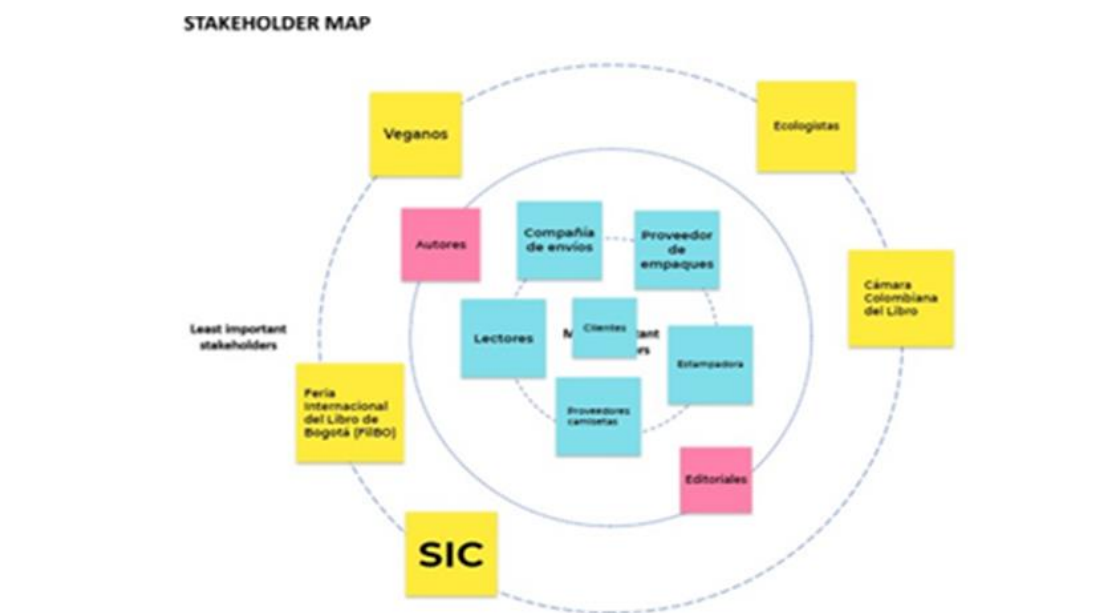 STAKEHOLDER MAP
Veganos
Ecologistas
Autores
Compañía
de envíos
Proveedor
de
empaques
Cámara
Colombiana
del Libro
Least important
stakeholders
Lectores
Clientes
Estampadora
Feria
Internacional
del Libro de
Bogotá (FilBO)
Proveedores
camisetas
Editoriales
SIC